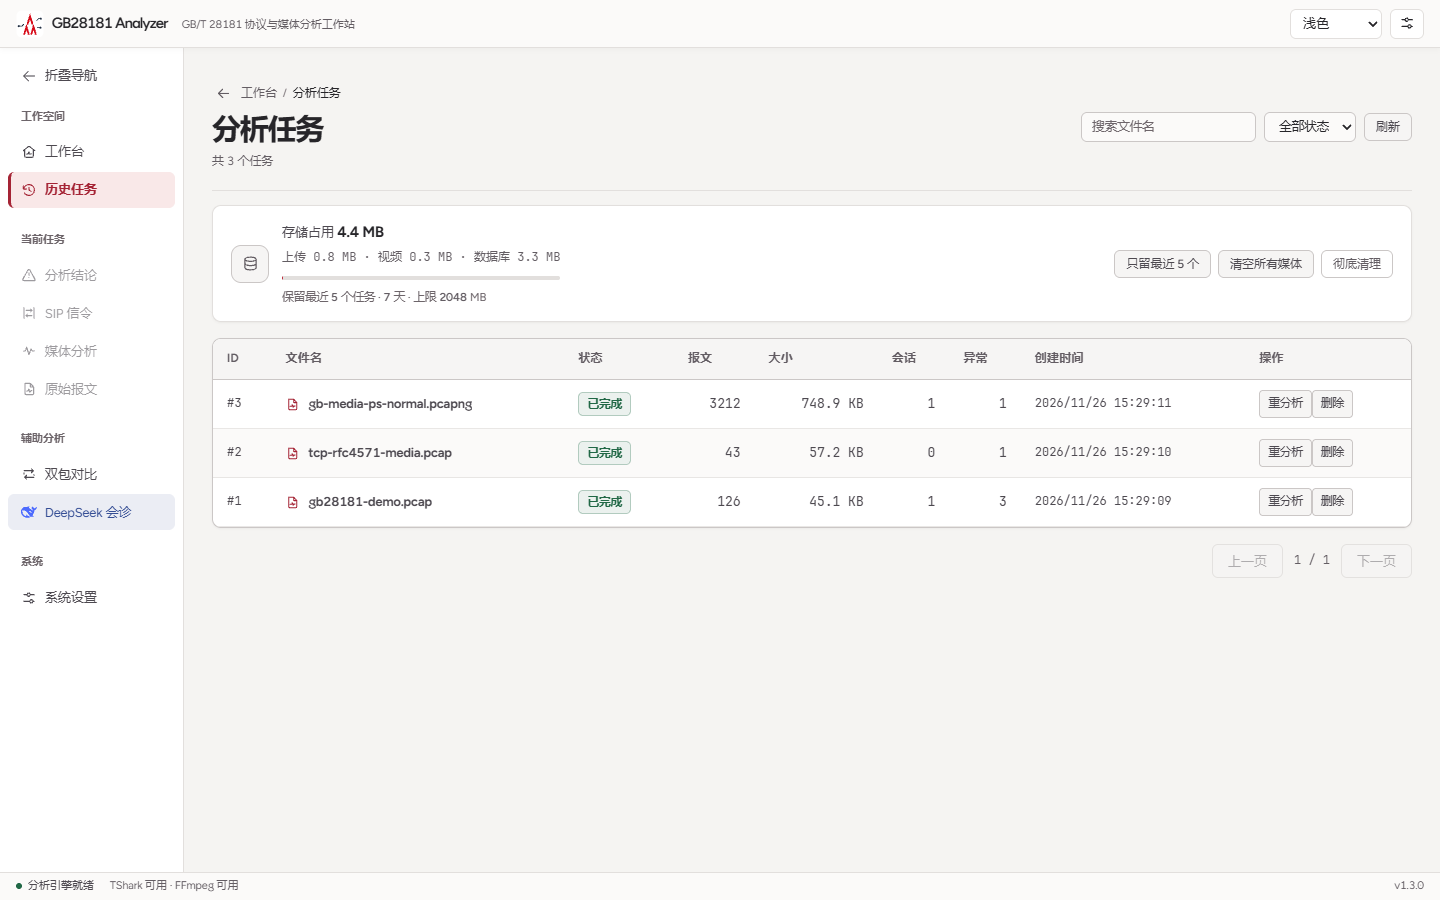 GB28181 Analyzer GB/T 28181 协议与媒体分析工作站 浅色
折叠导航
工作空间
工作台
历史任务
当前任务
分析结论
SIP 信令
媒体分析
原始报文
辅助分析
双包对比
DeepSeek 会诊
系统
系统设置
工作台 / 分析任务
分析任务
共 3 个任务
搜索文件名 全部状态 刷新
存储占用 4.4 MB
上传 0.8 MB · 视频 0.3 MB · 数据库 3.3 MB
保留最近 5 个任务 · 7 天 · 上限 2048 MB
只留最近 5 个 清空所有媒体 彻底清理
ID 文件名 状态 报文 大小 会话 异常 创建时间 操作
#3 gb-media-ps-normal.pcapng 已完成 3212 748.9 KB 1 1 2026/11/26 15:29:11 重分析 删除
#2 tcp-rfc4571-media.pcap 已完成 43 57.2 KB 0 1 2026/11/26 15:29:10 重分析 删除
#1 gb28181-demo.pcap 已完成 126 45.1 KB 1 3 2026/11/26 15:29:09 重分析 删除
上一页 1 / 1 下一页
分析引擎就绪 TShark 可用 · FFmpeg 可用 v1.3.0